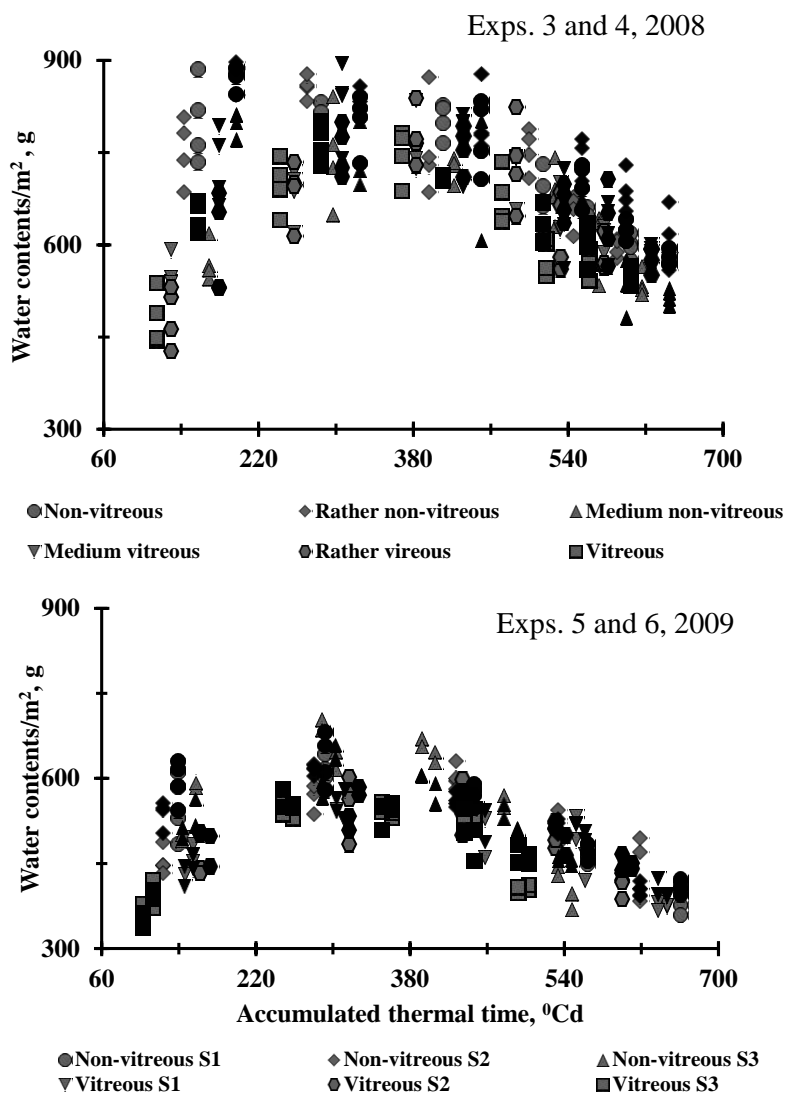 Exps. 3 and 4, 2008
Water contents/m², g
900
600
300
60 220 380 540 700
Non-vitreous Rather non-vitreous Medium non-vitreous
Medium vitreous Rather vireous Vitreous
Exps. 5 and 6, 2009
Water contents/m², g
900
600
300
60 220 380 540 700
Accumulated thermal time, ⁰Cd
Non-vitreous S1 Non-vitreous S2 Non-vitreous S3
Vitreous S1 Vitreous S2 Vitreous S3